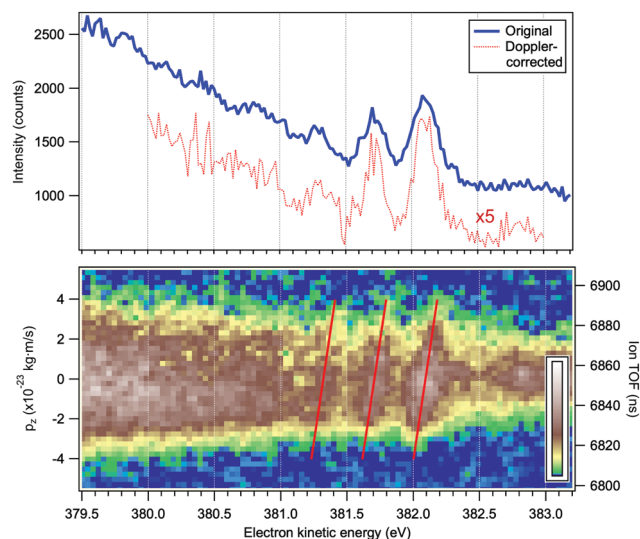 2500
2000
1500
1000
Intensity (counts)
Original
Doppler-
corrected
x5
4
2
0
-2
-4
p_z (x10^-23 kg·m/s)
6900
6880
6860
6840
6820
6800
Ion TOF (ns)
379.5 380.0 380.5 381.0 381.5 382.0 382.5 383.0
Electron kinetic energy (eV)